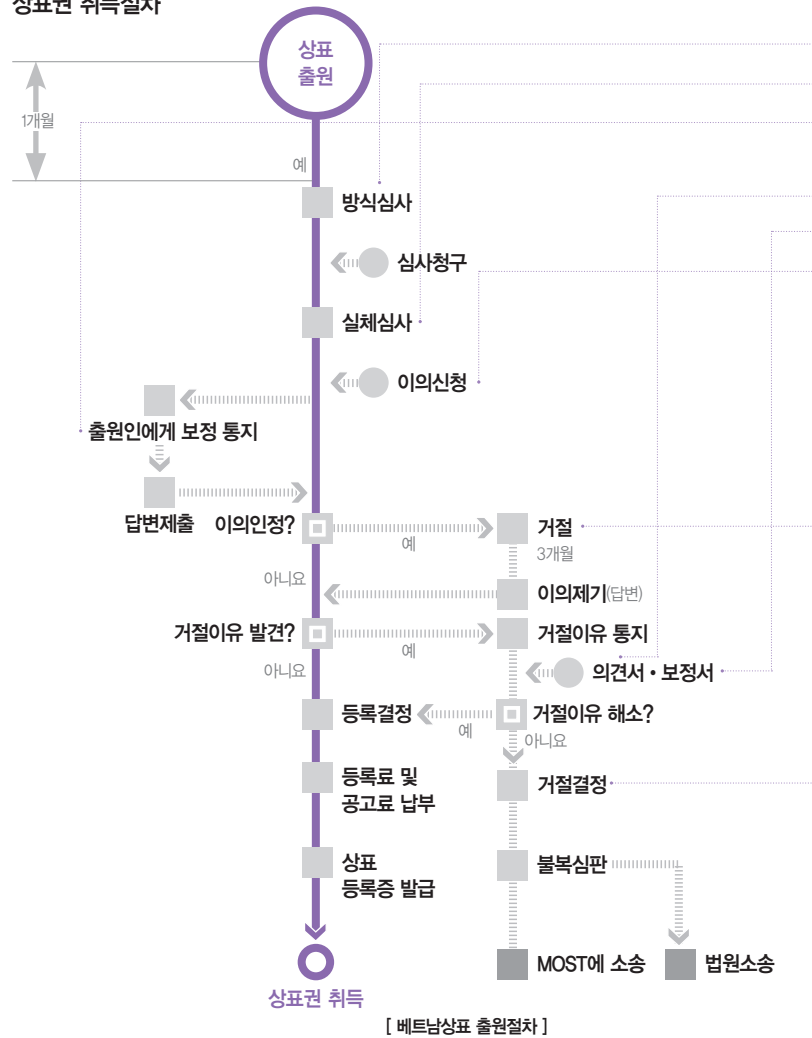 상표권 취득절차
상표
출원
1개월
예
방식심사
심사청구
실체심사
이의신청
출원인에게 보정 통지
답변제출
이의인정?
예
거절
3개월
아니요
이의제기(답변)
거절이유 발견?
예
거절이유 통지
아니요
의견서 • 보정서
등록결정
예
거절이유 해소?
아니요
등록료 및
공고료 납부
거절결정
상표
등록증 발급
불복심판
MOST에 소송
법원소송
상표권 취득
[ 베트남상표 출원절차 ]